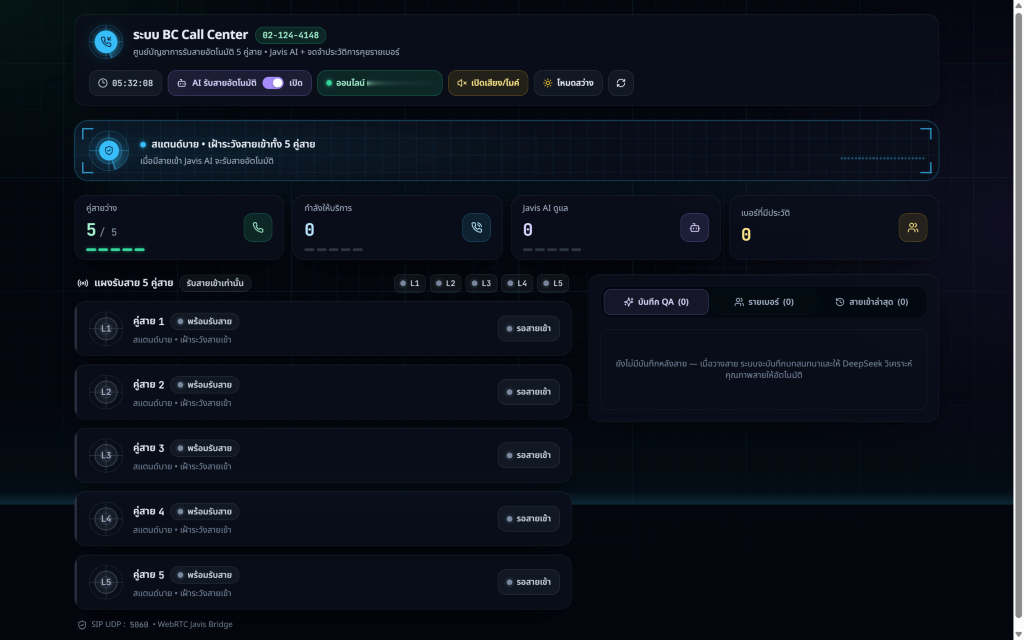 ระบบ BC Call Center 02-124-4148
ศูนย์บัญชาการรับสายอัตโนมัติ 5 คู่สาย • Javis AI + จดจำประวัติการคุยรายเบอร์
05:32:08 AI รับสายอัตโนมัติ เปิด ออนไลน์ เปิดเสียง/ไมค์ โหมดสว่าง
สแตนด์บาย • เฝ้าระวังสายเข้าทั้ง 5 คู่สาย
เมื่อมีสายเข้า Javis AI จะรับสายอัตโนมัติ
คู่สายว่าง
5 / 5
กำลังให้บริการ
0
Javis AI ดูแล
0
เบอร์ที่มีประวัติ
0
แผงรับสาย 5 คู่สาย รับสายเข้าเท่านั้น L1 L2 L3 L4 L5
L1 คู่สาย 1 พร้อมรับสาย รอสายเข้า
สแตนด์บาย • เฝ้าระวังสายเข้า
L2 คู่สาย 2 พร้อมรับสาย รอสายเข้า
สแตนด์บาย • เฝ้าระวังสายเข้า
L3 คู่สาย 3 พร้อมรับสาย รอสายเข้า
สแตนด์บาย • เฝ้าระวังสายเข้า
L4 คู่สาย 4 พร้อมรับสาย รอสายเข้า
สแตนด์บาย • เฝ้าระวังสายเข้า
L5 คู่สาย 5 พร้อมรับสาย รอสายเข้า
สแตนด์บาย • เฝ้าระวังสายเข้า
SIP UDP : 5060 • WebRTC Javis Bridge
บันทึก QA (0) รายเบอร์ (0) สายเข้าล่าสุด (0)
ยังไม่มีบันทึกหลังสาย — เมื่อวางสาย ระบบจะบันทึกบทสนทนาและให้ DeepSeek วิเคราะห์
คุณภาพสายให้อัตโนมัติ